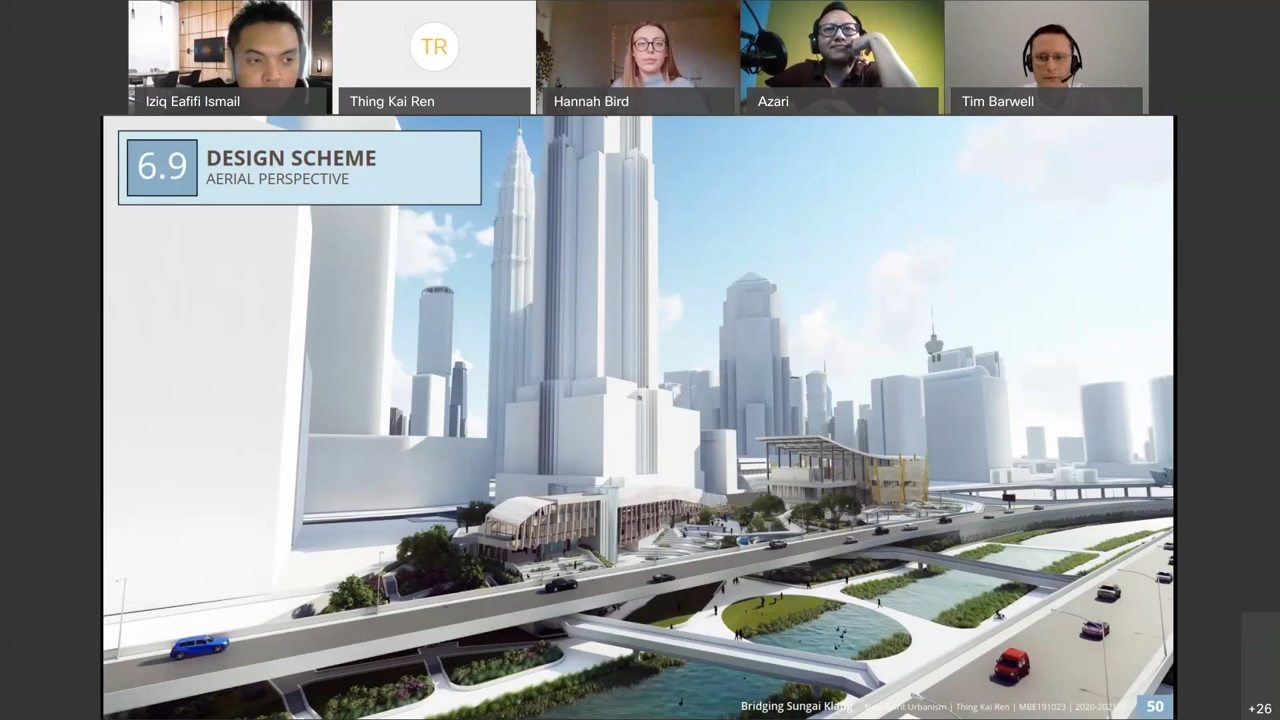 TR
Iziq Eafifi Ismail
Thing Kai Ren
Hannah Bird
Azari
Tim Barwell
6.9
DESIGN SCHEME
AERIAL PERSPECTIVE
Bridging Sungai Klang
Urbanism | Thing Kai Ren | MBE191023 | 2020-2021
50
+26